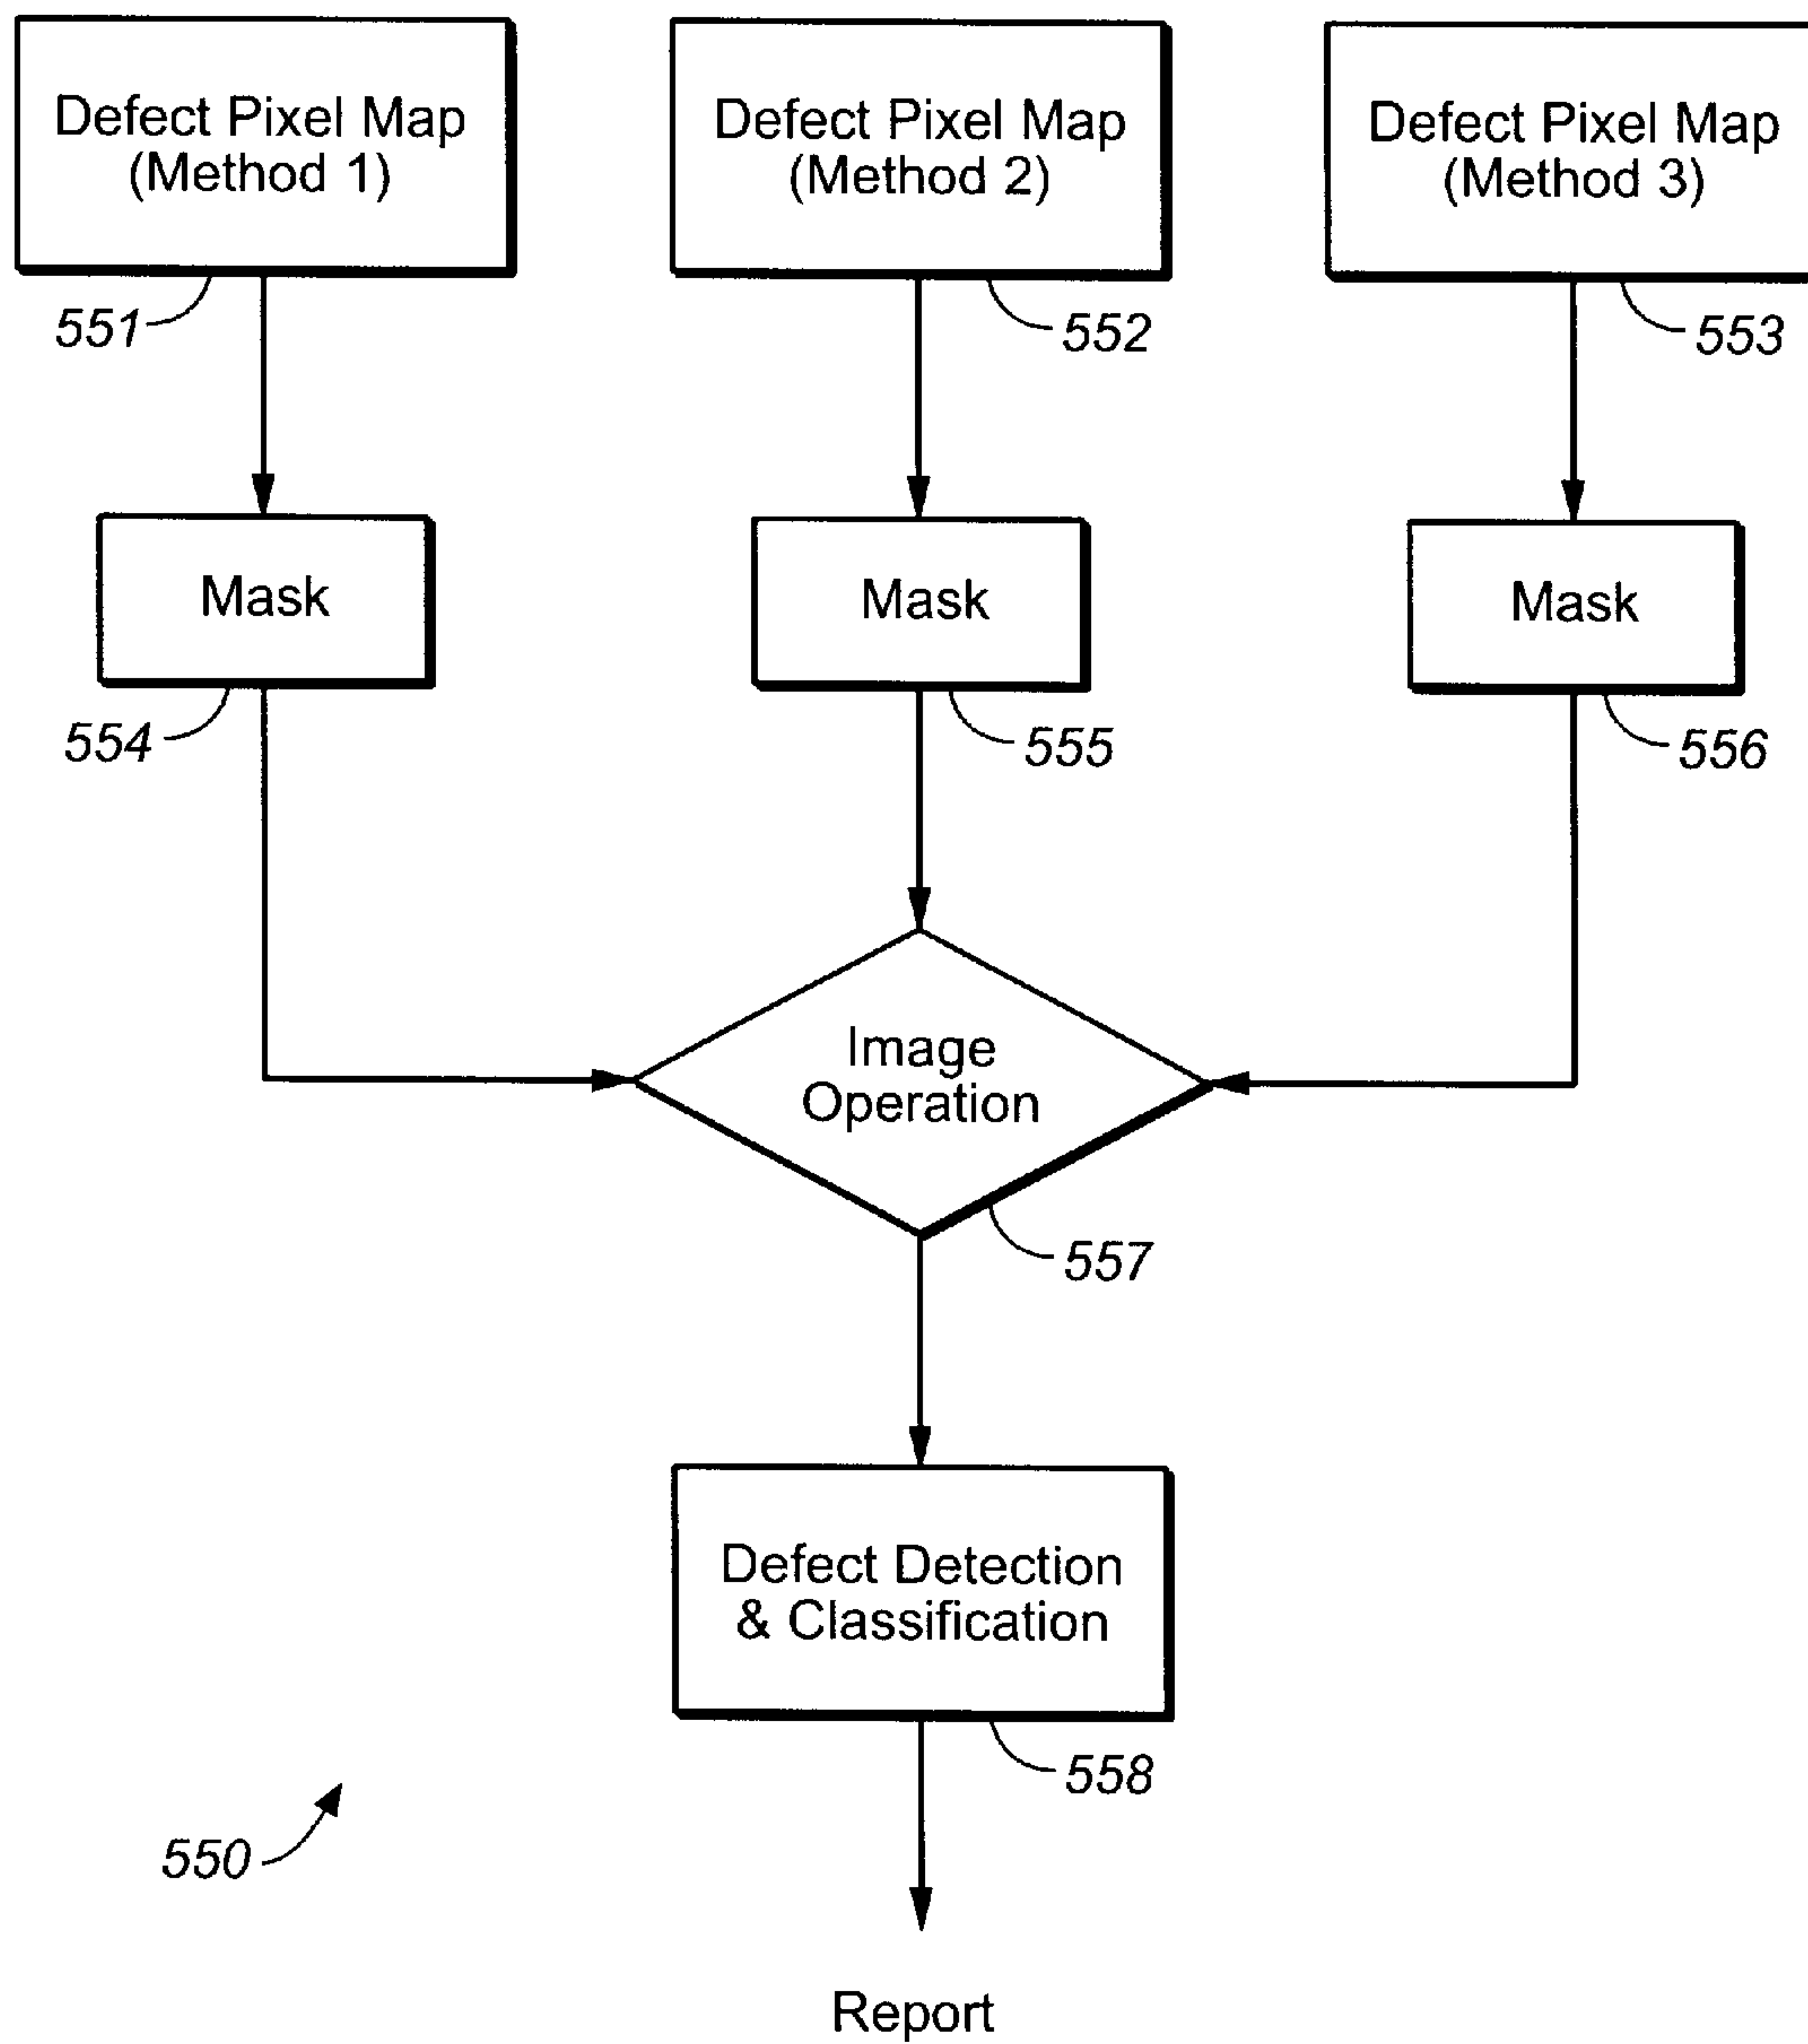 Defect Pixel Map
(Method 1)
551
Defect Pixel Map
(Method 2)
552
Defect Pixel Map
(Method 3)
553
Mask
554
Mask
555
Mask
556
Image
Operation
557
Defect Detection
& Classification
558
550
Report